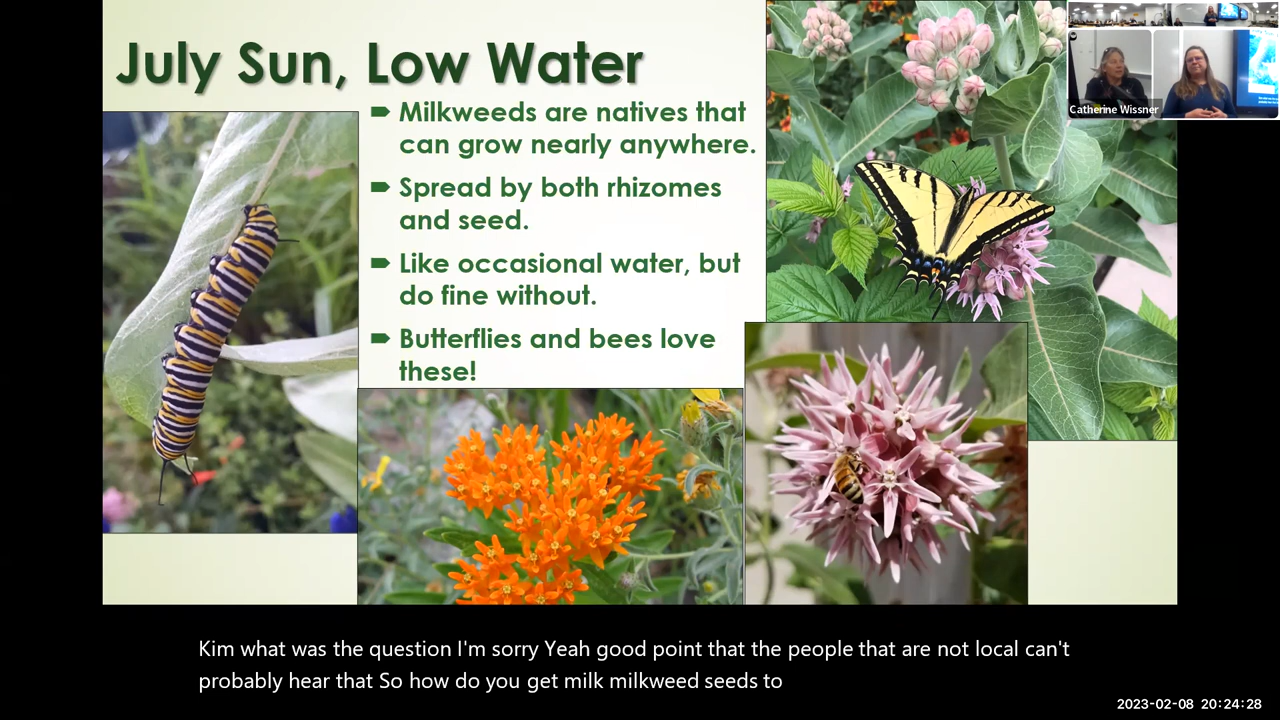 July Sun, Low Water
Milkweeds are natives that
can grow nearly anywhere.
Spread by both rhizomes
and seed.
Like occasional water, but
do fine without.
Butterflies and bees love
these!
Catherine Wissner
Kim what was the question I'm sorry Yeah good point that the people that are not local can't
probably hear that So how do you get milk milkweed seeds to
2023-02-08 20:24:28